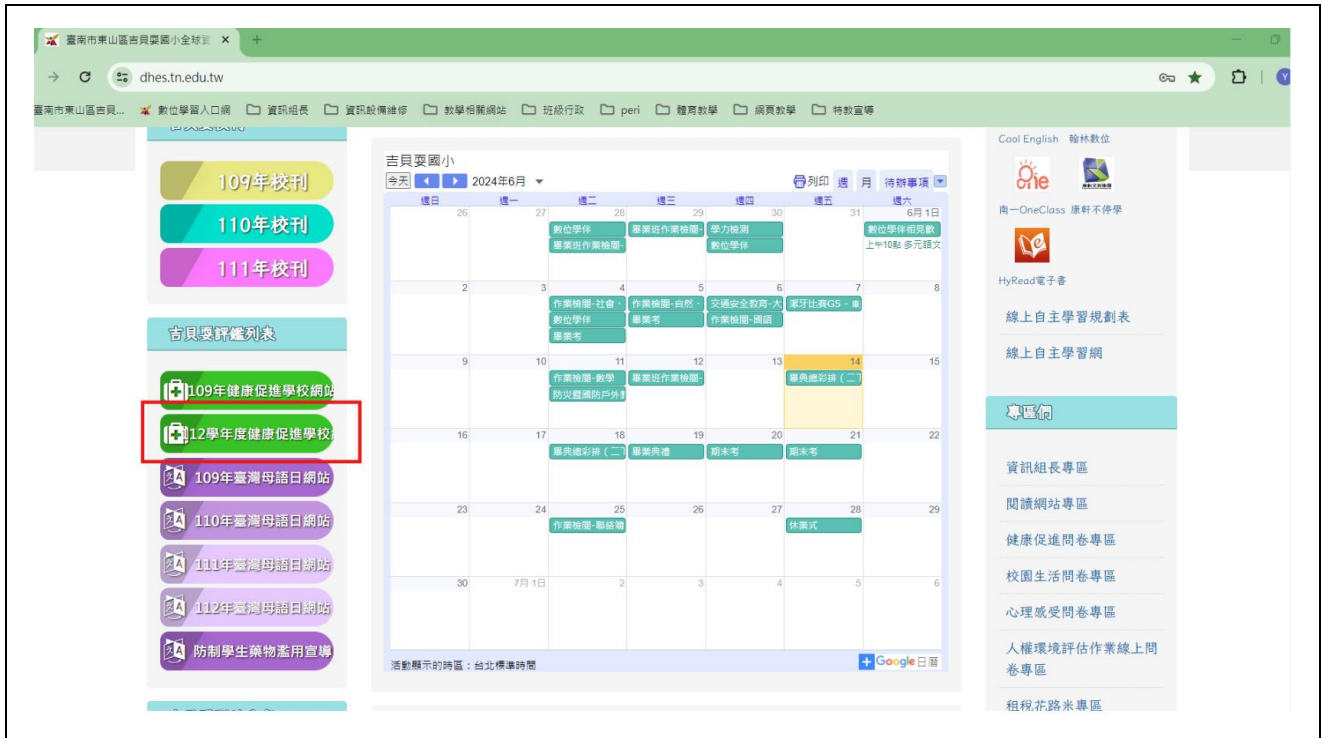 臺南市東山區吉貝耍國小全球資
dhes.tn.edu.tw
臺南市東山區吉貝...
數位學習入口網
資訊組長
資訊設備維修
教學相關網站
班級行政
peri
體育教學
網頁教學
特教宣導
109年校刊
110年校刊
111年校刊
吉貝耍評鑑列表
109年健康促進學校網站
12學年度健康促進學校
109年臺灣母語日網站
110年臺灣母語日網站
111年臺灣母語日網站
112年臺灣母語日網站
防制學生藥物濫用宣導
吉貝耍國小
今天 2024年6月 列印 週 月 待辦事項
週日 週一 週二 週三 週四 週五 週六
26 27 28 29 30 31 6月 1日
數位學伴 畢業班作業檢閱- 學力檢測 數位學伴相見歡
畢業班作業檢閱- 數位學伴 上午10點 多元語文
2 3 4 5 6 7 8
作業檢閱-社會、 作業檢閱-自然、 交通安全教育-大 潔牙比賽G5 -
數位學伴 畢業考 作業檢閱-國語
畢業考
9 10 11 12 13 14 15
作業檢閱-數學 畢業班作業檢閱- 畢典總彩排（二
防災暨國防戶外
16 17 18 19 20 21 22
畢典總彩排（二 畢業典禮 期末考 期末考
23 24 25 26 27 28 29
作業檢閱-聯絡簿 休業式
30 7月 1日 2 3 4 5 6
活動顯示的時區：台北標準時間
Google日曆
Cool English 翰林數位
One
南一OneClass 康軒不停學
HyRead電子書
線上自主學習規劃表
線上自主學習網
專區們
資訊組長專區
閱讀網站專區
健康促進問卷專區
校園生活問卷專區
心理感受問卷專區
人權環境評估作業線上問
卷專區
租稅花路米專區